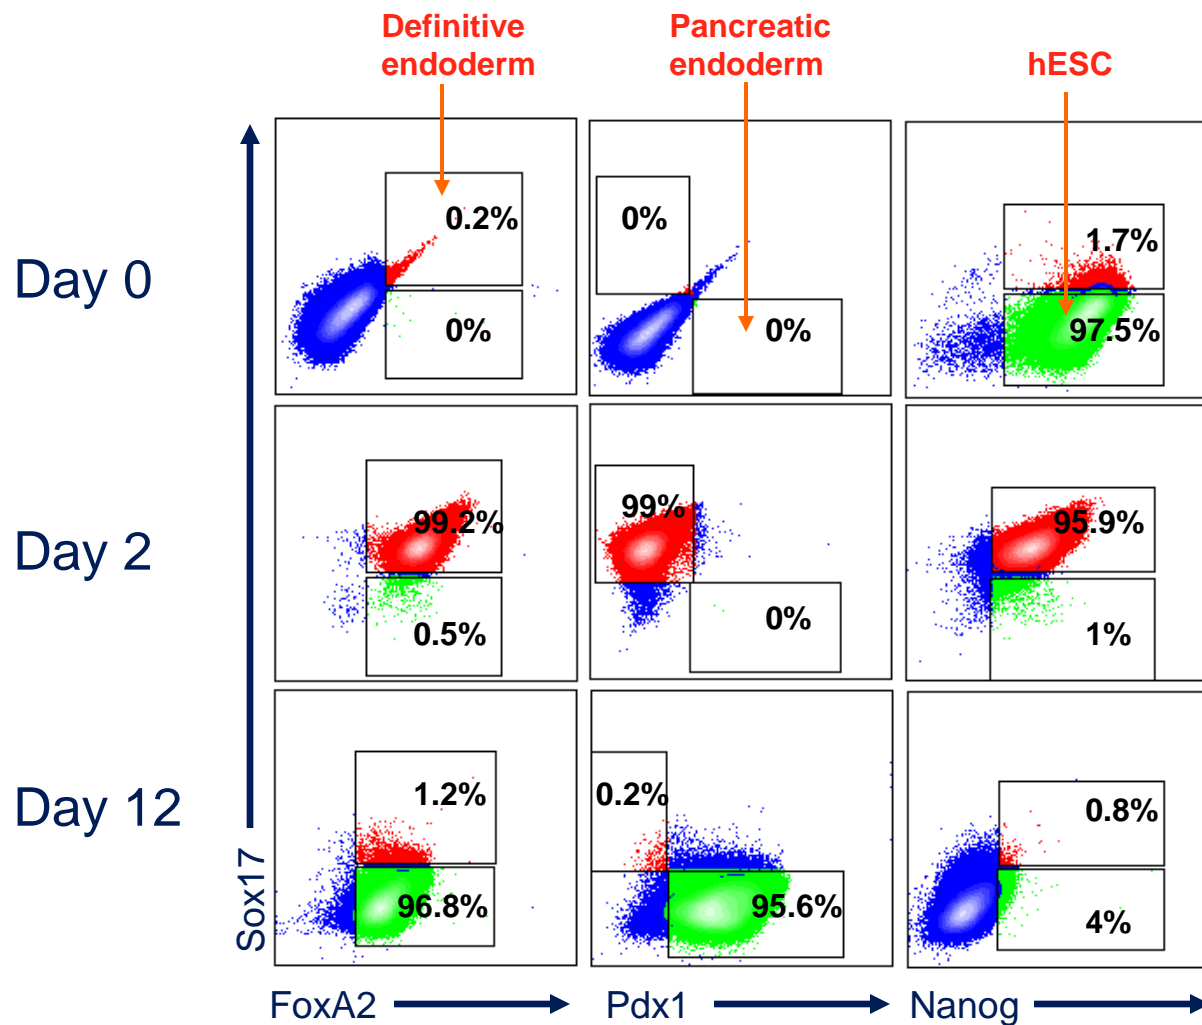 Definitive
endoderm
Pancreatic
endoderm
hESC
Day 0
0.2%
0%
0%
0%
1.7%
97.5%
Day 2
99.2%
0.5%
99%
0%
95.9%
1%
Day 12
1.2%
96.8%
0.2%
95.6%
0.8%
4%
Sox17
FoxA2
Pdx1
Nanog